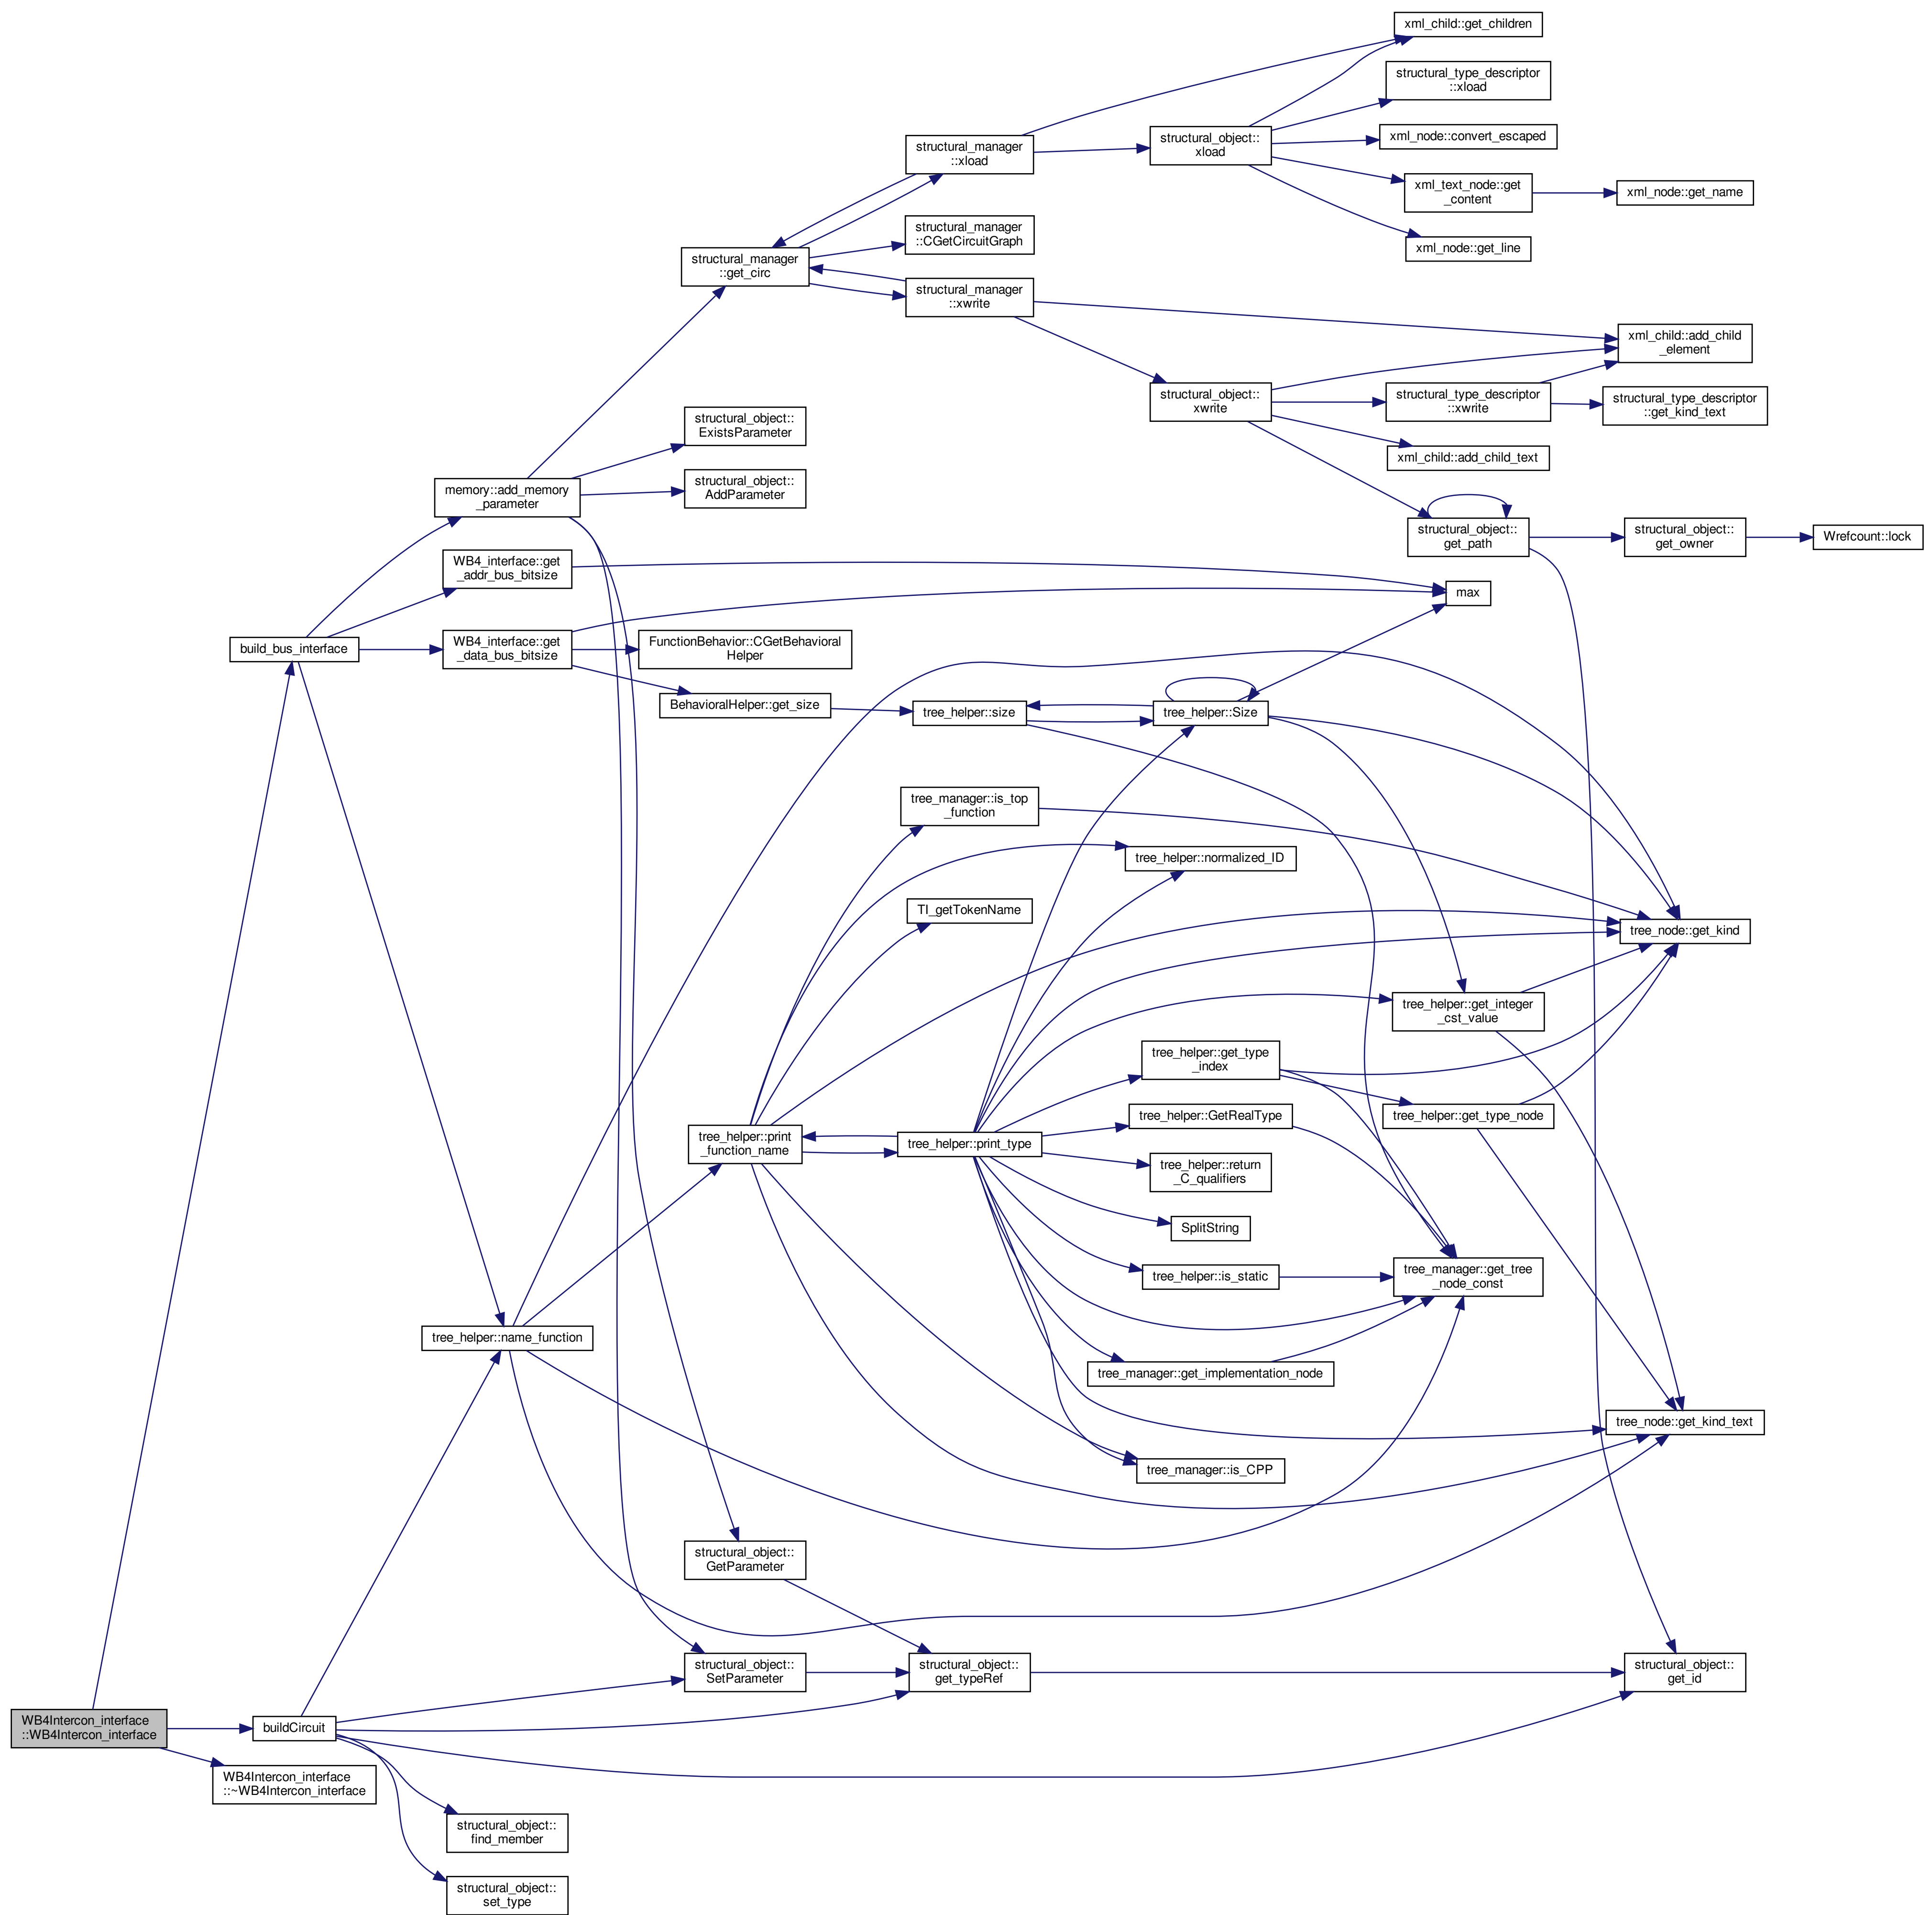 xml_child::get_children
structural_type_descriptor
::xload
xml_node::convert_escaped
structural_manager
::xload
structural_object::
xload
xml_text_node::get
_content
xml_node::get_name
structural_manager
::CGetCircuitGraph
xml_node::get_line
structural_manager
::get_circ
structural_manager
::xwrite
xml_child::add_child
_element
structural_object::
xwrite
structural_type_descriptor
::xwrite
structural_type_descriptor
::get_kind_text
structural_object::
ExistsParameter
xml_child::add_child_text
memory::add_memory
_parameter
structural_object::
AddParameter
structural_object::
get_path
structural_object::
get_owner
Wrefcount::lock
WB4_interface::get
_addr_bus_bitsize
max
build_bus_interface
WB4_interface::get
_data_bus_bitsize
FunctionBehavior::CGetBehavioral
Helper
BehavioralHelper::get_size
tree_helper::size
tree_helper::Size
tree_manager::is_top
_function
tree_helper::normalized_ID
TI_getTokenName
tree_node::get_kind
tree_helper::get_integer
_cst_value
tree_helper::get_type
_index
tree_helper::GetRealType
tree_helper::get_type_node
tree_helper::print
_function_name
tree_helper::print_type
tree_helper::return
_C_qualifiers
SplitString
tree_helper::is_static
tree_manager::get_tree
_node_const
tree_helper::name_function
tree_manager::get_implementation_node
tree_node::get_kind_text
tree_manager::is_CPP
structural_object::
GetParameter
structural_object::
SetParameter
structural_object::
get_typeRef
structural_object::
get_id
WB4Intercon_interface
::WB4Intercon_interface
buildCircuit
WB4Intercon_interface
::~WB4Intercon_interface
structural_object::
find_member
structural_object::
set_type